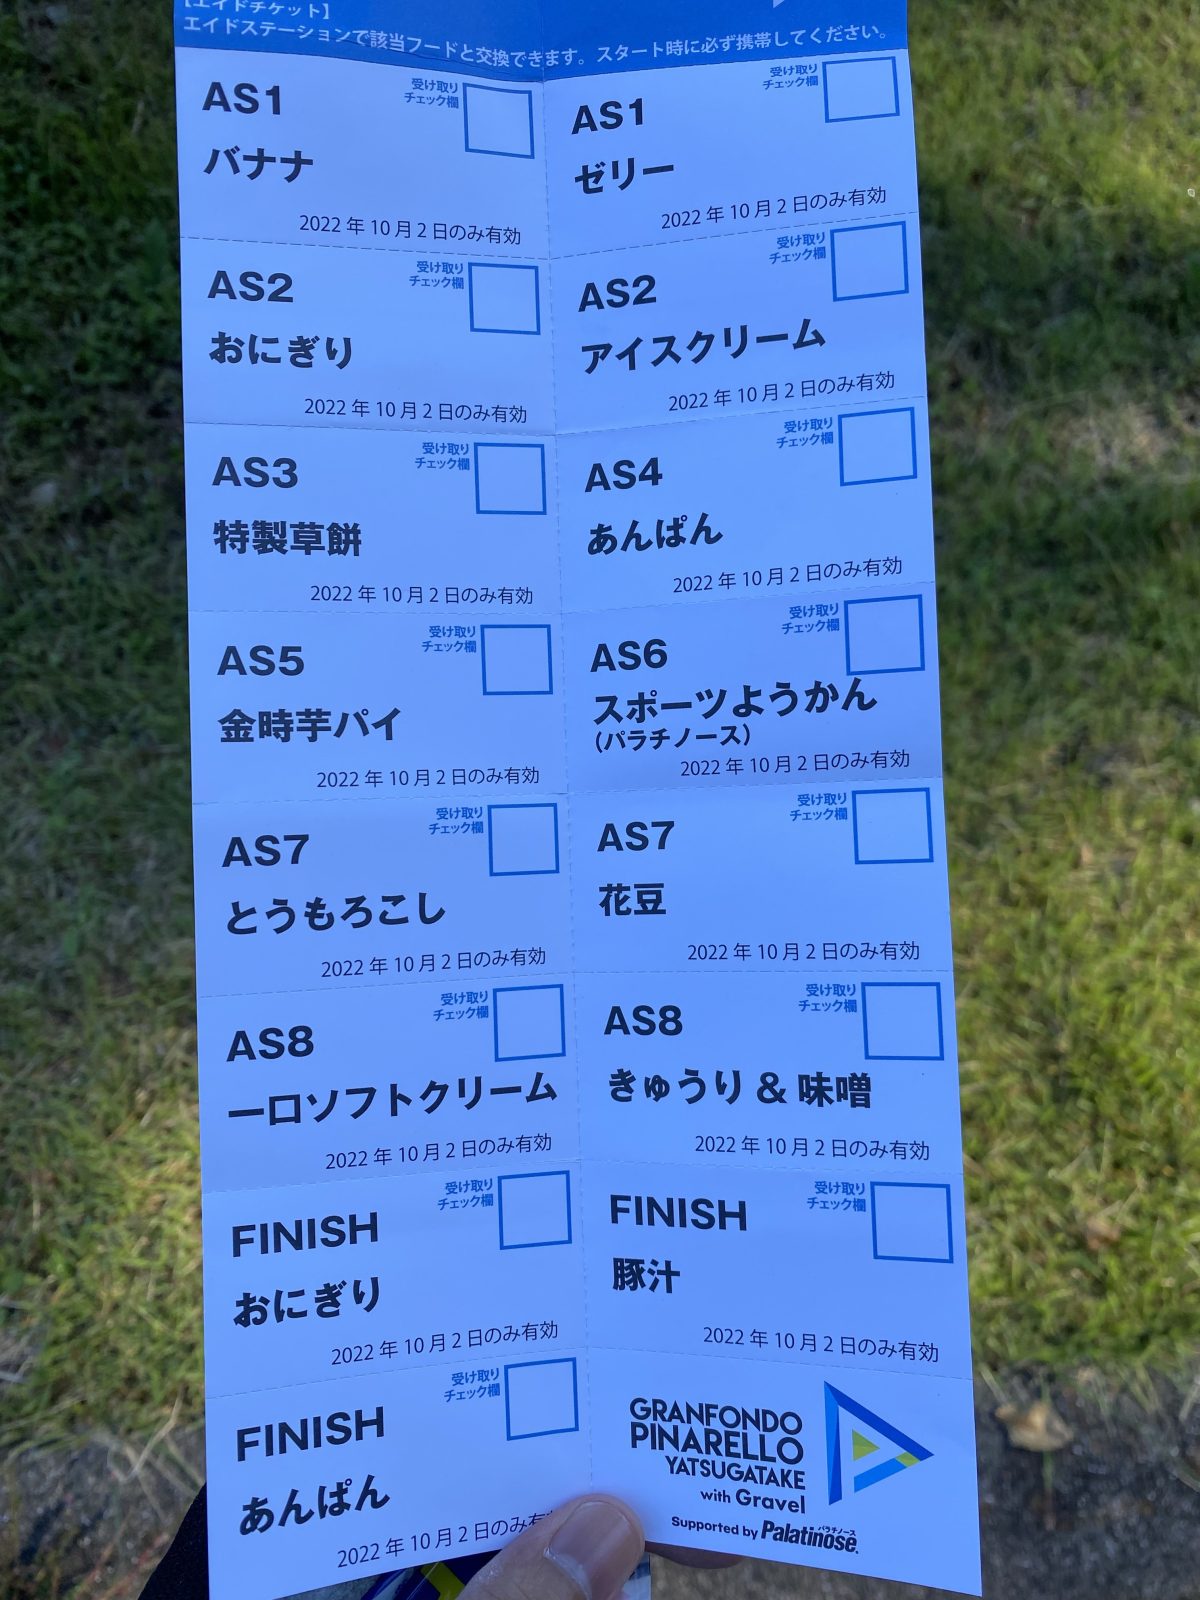 【エイドチケット】
エイドステーションで該当フードと交換できます。スタート時に必ず携帯してください。
AS1
受け取り
チェック欄
バナナ
2022年10月2日のみ有効
AS1
受け取り
チェック欄
ゼリー
2022年10月2日のみ有効
AS2
受け取り
チェック欄
おにぎり
2022年10月2日のみ有効
AS2
受け取り
チェック欄
アイスクリーム
2022年10月2日のみ有効
AS3
受け取り
チェック欄
特製草餅
2022年10月2日のみ有効
AS4
受け取り
チェック欄
あんぱん
2022年10月2日のみ有効
AS5
受け取り
チェック欄
金時芋パイ
2022年10月2日のみ有効
AS6
受け取り
チェック欄
スポーツようかん
(パラチノース)
2022年10月2日のみ有効
AS7
受け取り
チェック欄
とうもろこし
2022年10月2日のみ有効
AS7
受け取り
チェック欄
花豆
2022年10月2日のみ有効
AS8
受け取り
チェック欄
一口ソフトクリーム
2022年10月2日のみ有効
AS8
受け取り
チェック欄
きゅうり & 味噌
2022年10月2日のみ有効
FINISH
受け取り
チェック欄
おにぎり
2022年10月2日のみ有効
FINISH
受け取り
チェック欄
豚汁
2022年10月2日のみ有効
FINISH
受け取り
チェック欄
あんぱん
2022年10月2日のみ有
GRANFONDO
PINARELLO
YATSUGATAKE
with Gravel
Supported by Palatinose. パラチノース